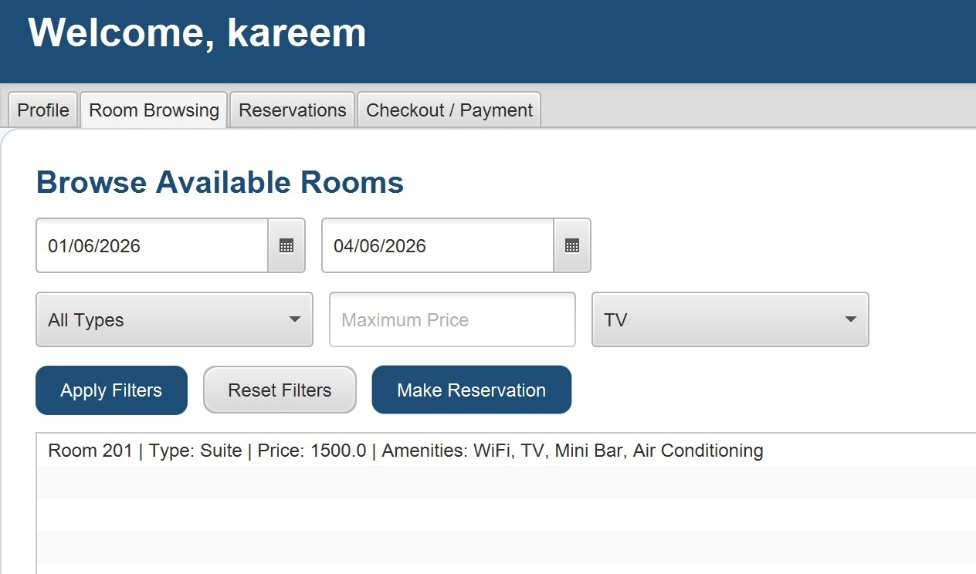 Welcome, kareem
Profile Room Browsing Reservations Checkout / Payment
Browse Available Rooms
01/06/2026 04/06/2026
All Types Maximum Price TV
Apply Filters Reset Filters Make Reservation
Room 201 | Type: Suite | Price: 1500.0 | Amenities: WiFi, TV, Mini Bar, Air Conditioning